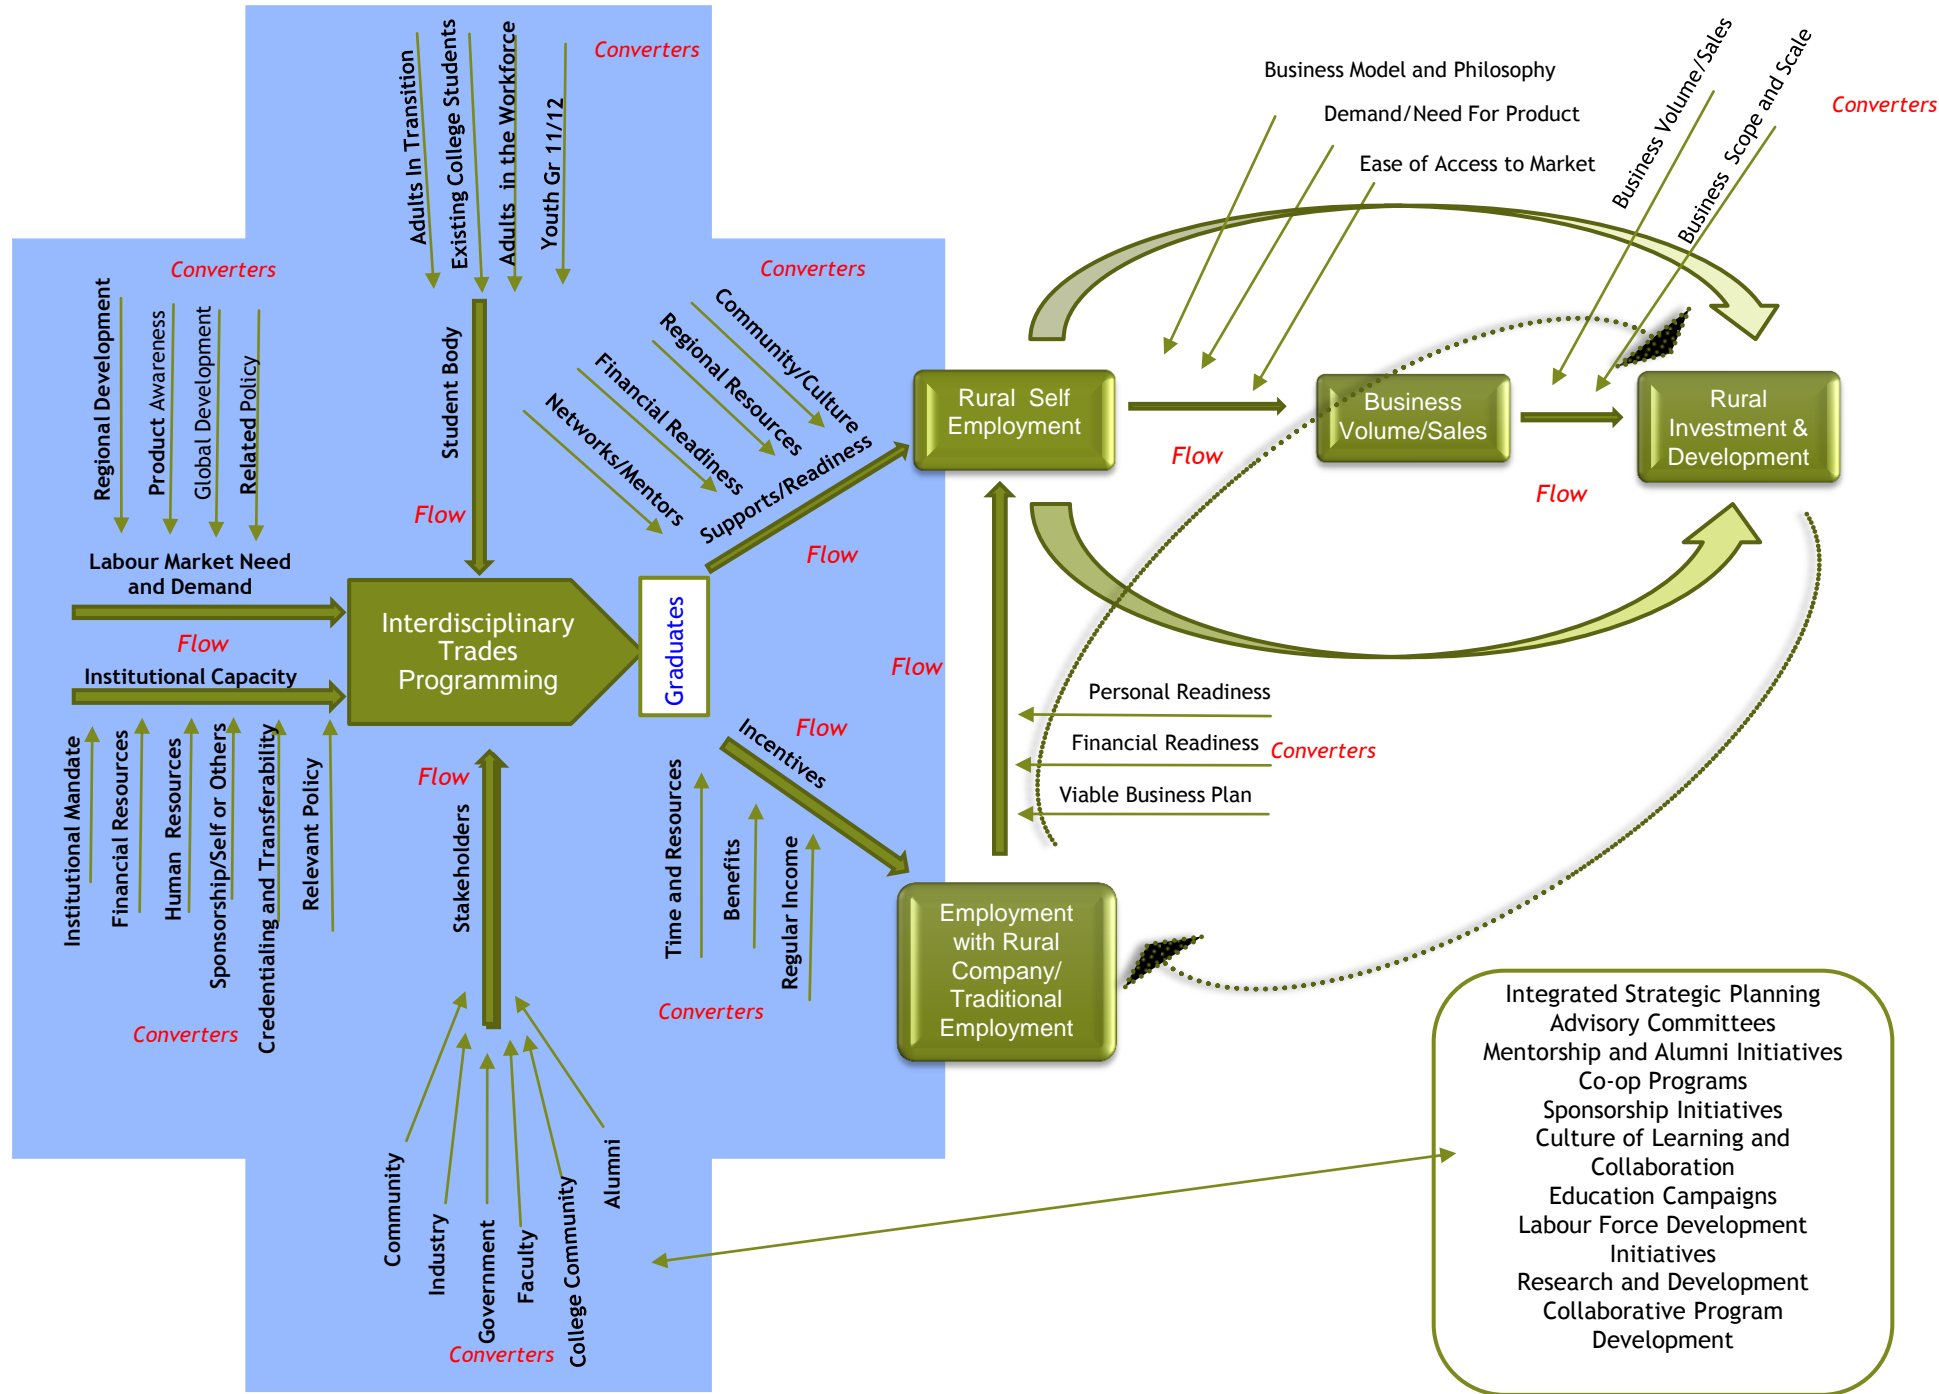 Adults In Transition
Existing College Students
Adults in the Workforce
Youth Gr 11/12
Converters
Student Body
Flow
Converters
Regional Development
Product Awareness
Global Development
Related Policy
Labour Market Need
and Demand
Flow
Institutional Capacity
Institutional Mandate
Financial Resources
Human Resources
Sponsorship/Self or Others
Credentialing and Transferability
Relevant Policy
Converters
Interdisciplinary
Trades
Programming
Graduates
Converters
Community/Culture
Regional Resources
Financial Readiness
Networks/Mentors
Supports/Readiness
Flow
Flow
Incentives
Time and Resources
Benefits
Regular Income
Converters
Flow
Stakeholders
Community
Industry
Government
Faculty
College Community
Alumni
Converters
Business Model and Philosophy
Demand/Need For Product
Ease of Access to Market
Business Volume/Sales
Business Scope and Scale
Converters
Rural Self
Employment
Flow
Business
Volume/Sales
Flow
Rural
Investment &
Development
Flow
Personal Readiness
Financial Readiness
Converters
Viable Business Plan
Employment
with Rural
Company/
Traditional
Employment
Integrated Strategic Planning
Advisory Committees
Mentorship and Alumni Initiatives
Co-op Programs
Sponsorship Initiatives
Culture of Learning and
Collaboration
Education Campaigns
Labour Force Development
Initiatives
Research and Development
Collaborative Program
Development